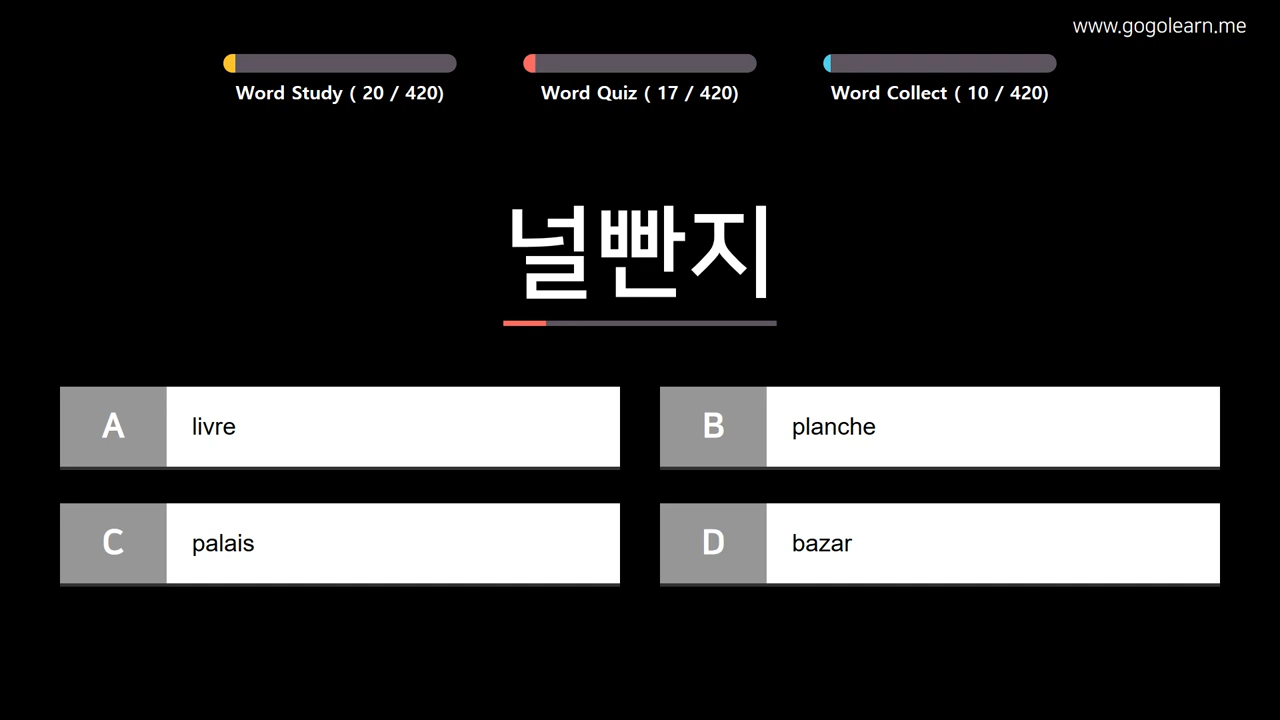 www.gogolearn.me
Word Study ( 20 / 420)
Word Quiz ( 17 / 420)
Word Collect ( 10 / 420)
널빤지
A livre
B planche
C palais
D bazar